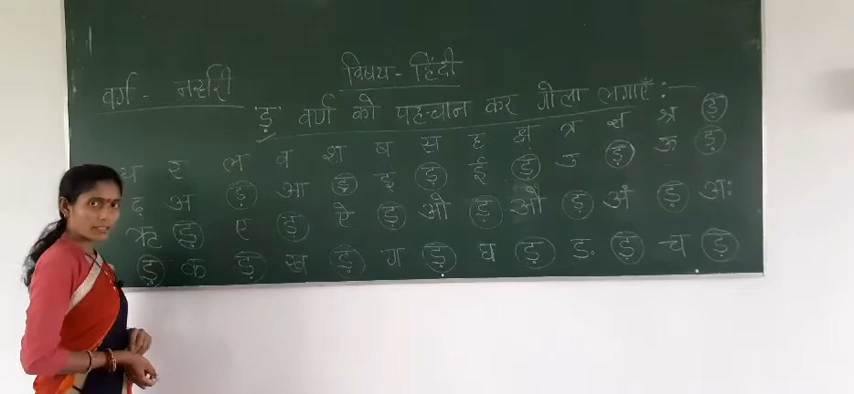 विषय - हिंदी
वर्ग - नर्सरी
'ड़' वर्ण को पहचान कर गोला लगाएँ :-
य र ल व श ष स ह क्ष त्र ज्ञ श्र ड़
ढ़ अ ड़ आ ड़ इ ड़ ई ड़ उ ड़ ऊ ड़
ऋ ड़ ए ड़ ऐ ड़ ओ ड़ औ ड़ अं ड़ अः
ड़ क ड़ ख ड़ ग ड़ घ ड़ ङ ड़ च ड़